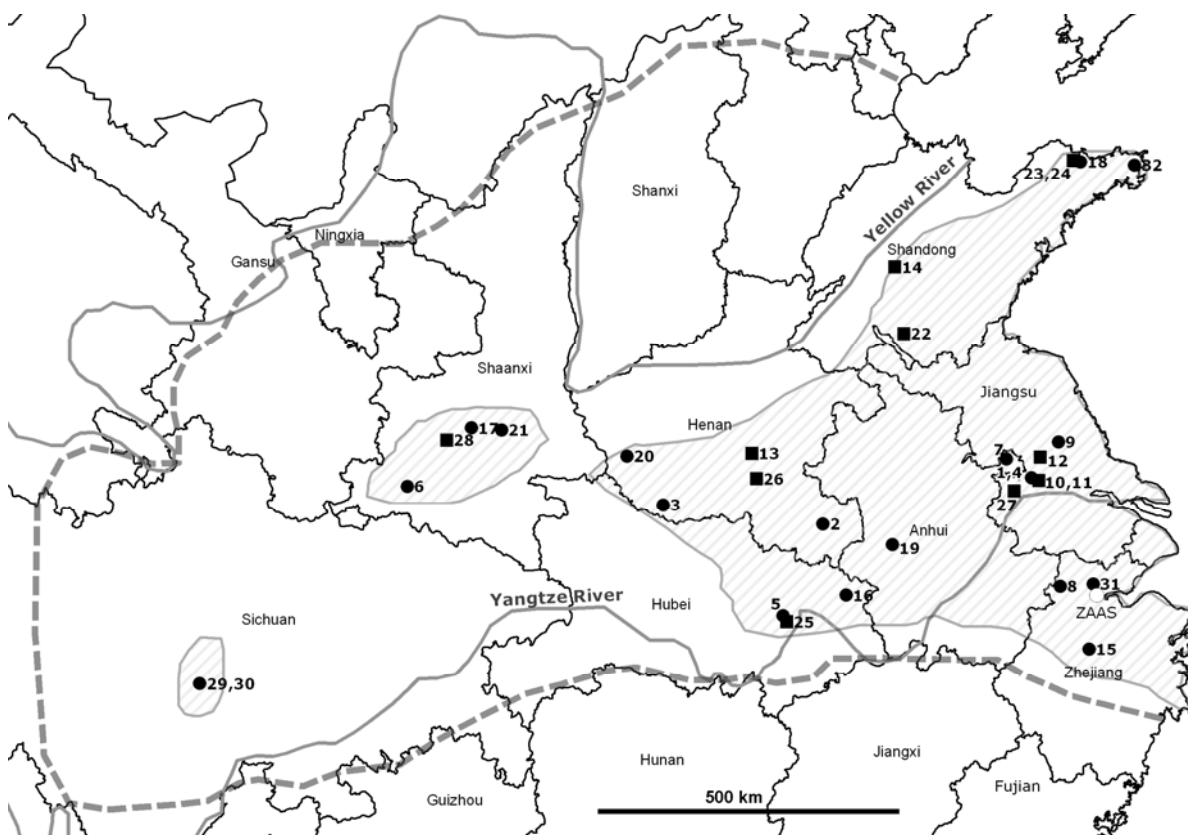 18
32
23,24
Shanxi
Yellow River
Ningxia
Shandong
Gansu
14
22
Shaanxi
Jiangsu
Henan
17
21
28
9
13
7
12
20
1,4
10,11
26
6
27
3
2
Anhui
19
8
31
Yangtze River
16
Hubei
5
ZAAS
25
Sichuan
15
Zhejiang
29,30
Hunan
Jiangxi
Fujian
500 km
Guizhou